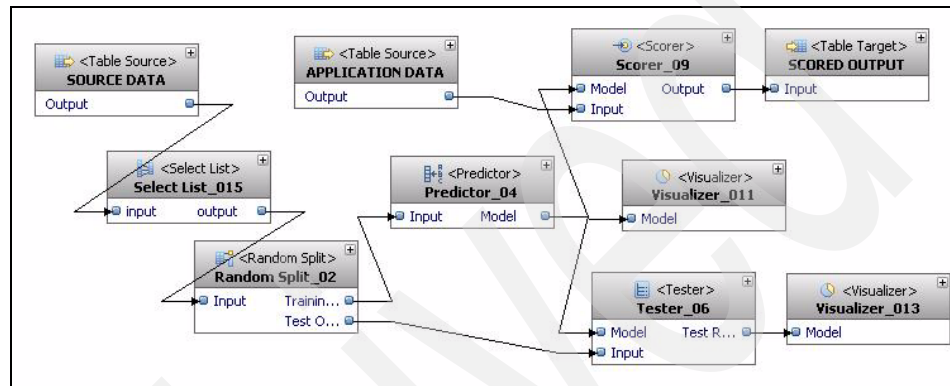 <Table Source>
SOURCE DATA
Output
<Table Source>
APPLICATION DATA
Output
<Scorer>
Scorer_09
Model Output
Input
<Table Target>
SCORED OUTPUT
Input
<Select List>
Select List_015
input output
<Predictor>
Predictor_04
Input Model
<Visualizer>
Visualizer_011
Model
<Random Split>
Random Split_02
Input Trainin...
Test O...
<Tester>
Tester_06
Model Test R...
Input
<Visualizer>
Visualizer_013
Model